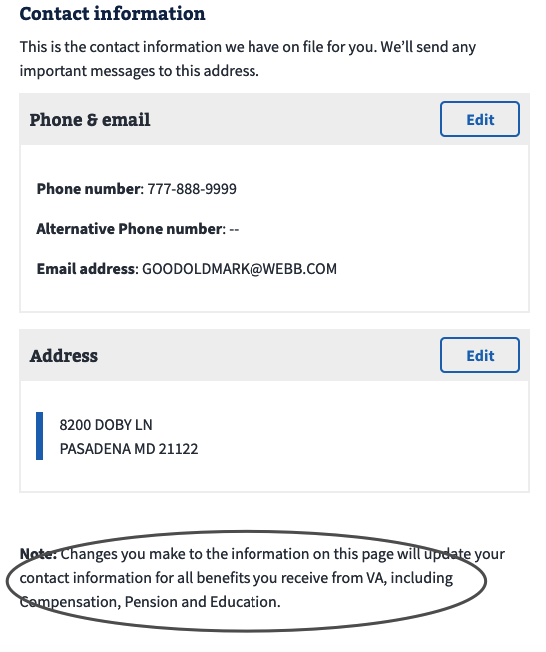 Contact information
This is the contact information we have on file for you. We’ll send any
important messages to this address.
Phone & email
Edit
Phone number: 777-888-9999
Alternative Phone number: --
Email address: GOODOLDMARK@WEBB.COM
Address
Edit
8200 DOBY LN
PASADENA MD 21122
Note: Changes you make to the information on this page will update your
contact information for all benefits you receive from VA, including
Compensation, Pension and Education.